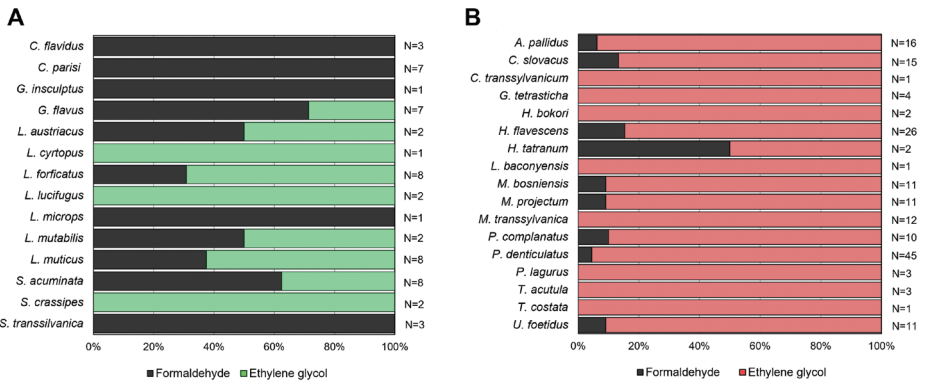 A
C. flavidus N=3
C. parisi N=7
G. insculptus N=1
G. flavus N=7
L. austriacus N=2
L. cyrtopus N=1
L. forficatus N=8
L. lucifugus N=2
L. microps N=1
L. mutabilis N=2
L. muticus N=8
S. acuminata N=8
S. crassipes N=2
S. transsilvanica N=3
0% 20% 40% 60% 80% 100%
Formaldehyde Ethylene glycol
B
A. pallidus N=16
C. slovacus N=15
C. transsylvanicum N=1
G. tetrasticha N=4
H. bokori N=2
H. flavescens N=26
H. tatranum N=2
L. baconyensis N=1
M. bosniensis N=11
M. projectum N=11
M. transsylvanica N=12
P. complanatus N=10
P. denticulatus N=45
P. lagurus N=3
T. acutula N=3
T. costata N=1
U. foetidus N=11
0% 20% 40% 60% 80% 100%
Formaldehyde Ethylene glycol